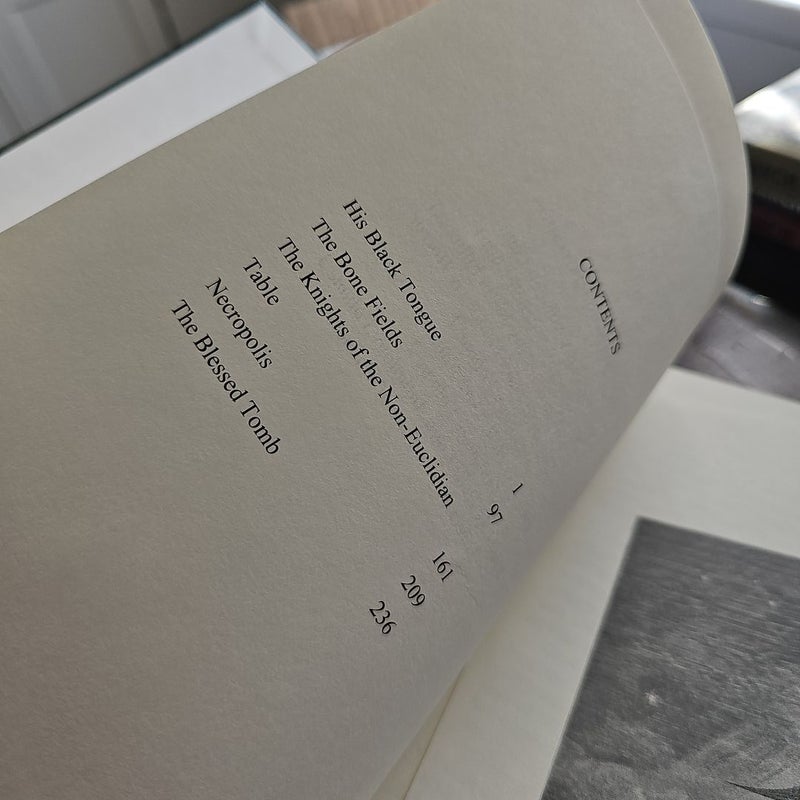 CONTENTS
His Black Tongue 1
The Bone Fields 97
The Knights of the Non-Euclidian
Table 161
Necropolis 209
The Blessed Tomb 236